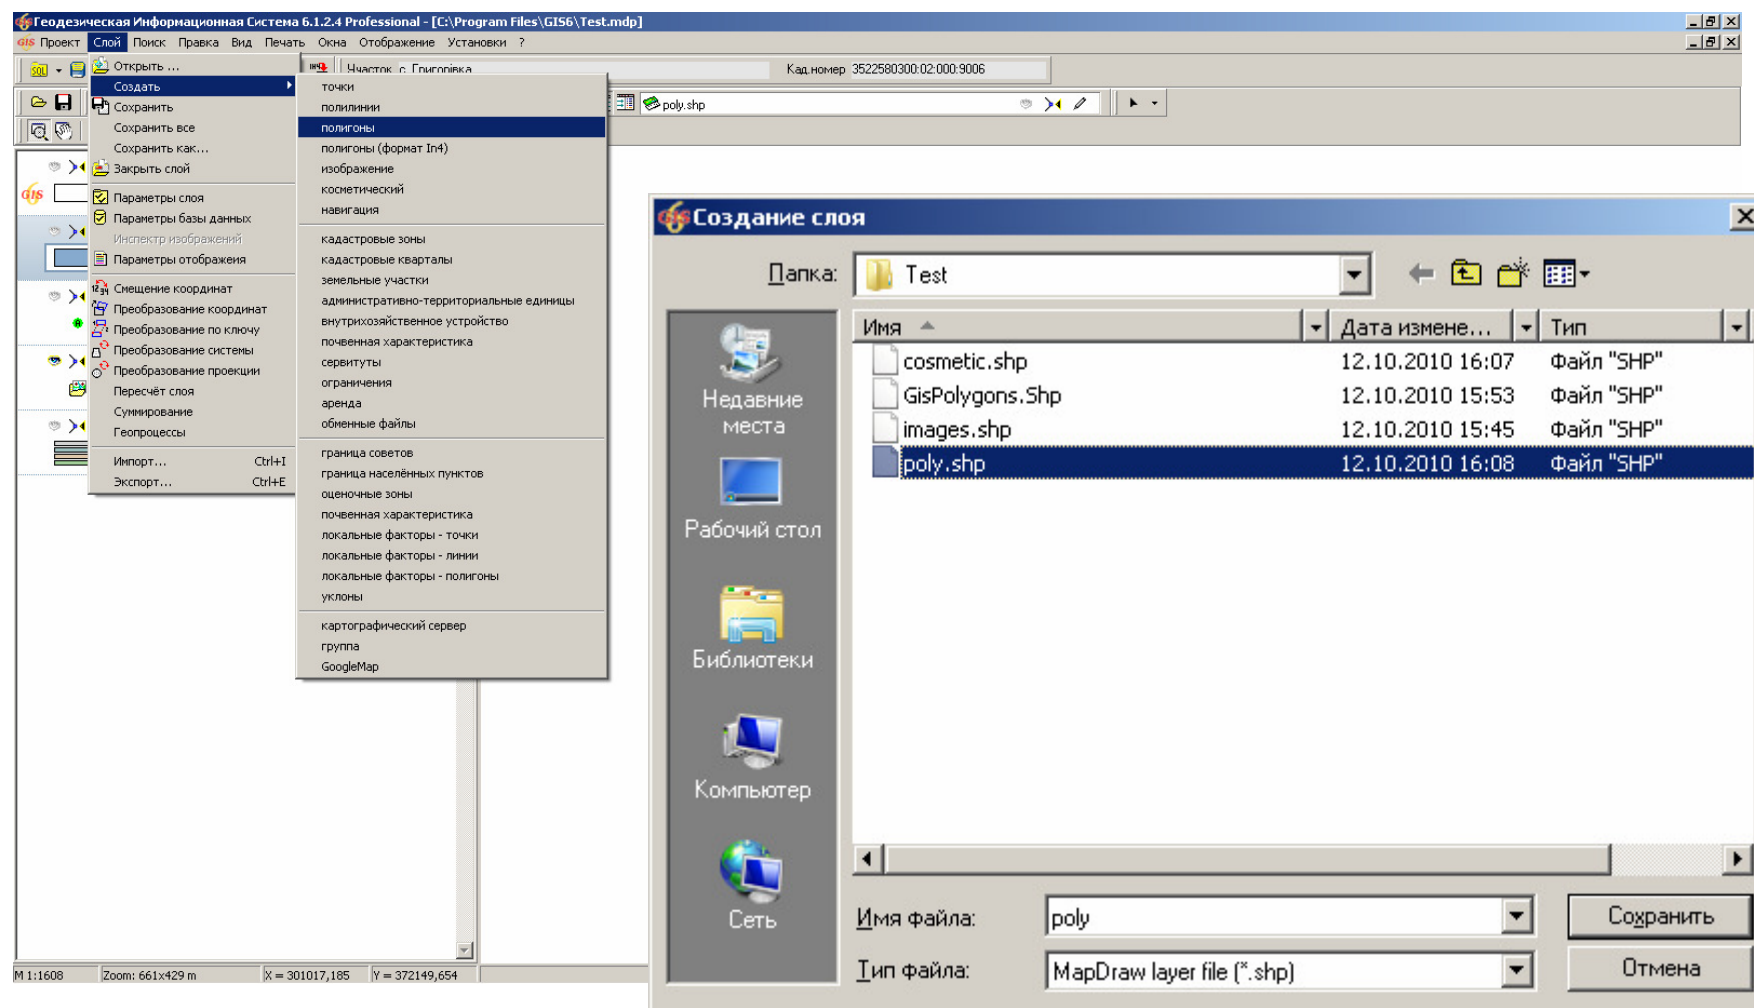 Геодезическая Информационная Система 6.1.2.4 Professional - [C:\Program Files\GIS6\Test.mdp]
GIS Проект Слой Поиск Правка Вид Печать Окна Отображение Установки ?
SQL Участок с. Григорівка Кад.номер 3522580300:02:000:9006
poly.shp
GIS
Открыть ...
Создать
Сохранить
Сохранить все
Сохранить как...
Закрыть слой
Параметры слоя
Параметры базы данных
Инспектр изображений
Параметры отображеия
Смещение координат
Преобразование координат
Преобразование по ключу
Преобразование системы
Преобразование проекции
Пересчёт слоя
Суммирование
Геопроцессы
Импорт... Ctrl+I
Экспорт... Ctrl+E
точки
полилинии
полигоны
полигоны (формат In4)
изображение
косметический
навигация
кадастровые зоны
кадастровые кварталы
земельные участки
административно-территориальные единицы
внутрихозяйственное устройство
почвенная характеристика
сервитуты
ограничения
аренда
обменные файлы
граница советов
граница населённых пунктов
оценочные зоны
почвенная характеристика
локальные факторы - точки
локальные факторы - линии
локальные факторы - полигоны
уклоны
картографический сервер
группа
GoogleMap
Создание слоя
Папка: Test
Имя Дата измене... Тип
cosmetic.shp 12.10.2010 16:07 Файл "SHP"
GisPolygons.Shp 12.10.2010 15:53 Файл "SHP"
images.shp 12.10.2010 15:45 Файл "SHP"
poly.shp 12.10.2010 16:08 Файл "SHP"
Недавние
места
Рабочий стол
Библиотеки
Компьютер
Сеть
Имя файла: poly Сохранить
Тип файла: MapDraw layer file (*.shp) Отмена
M 1:1608 Zoom: 661x429 m X = 301017,185 Y = 372149,654